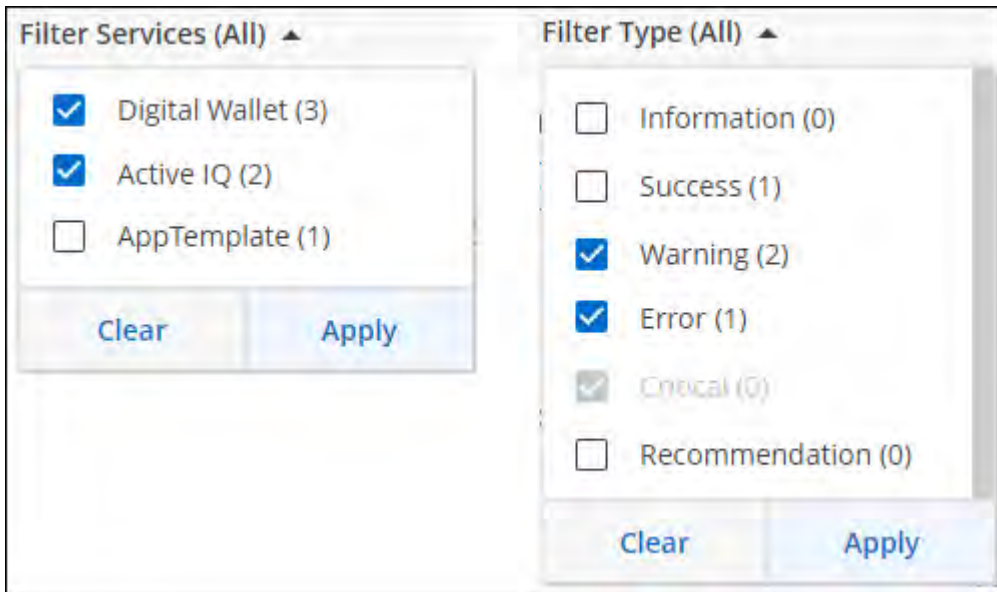 Filter Services (All)
Digital Wallet (3)
Active IQ (2)
AppTemplate (1)
Clear Apply
Filter Type (All)
Information (0)
Success (1)
Warning (2)
Error (1)
Critical (0)
Recommendation (0)
Clear Apply